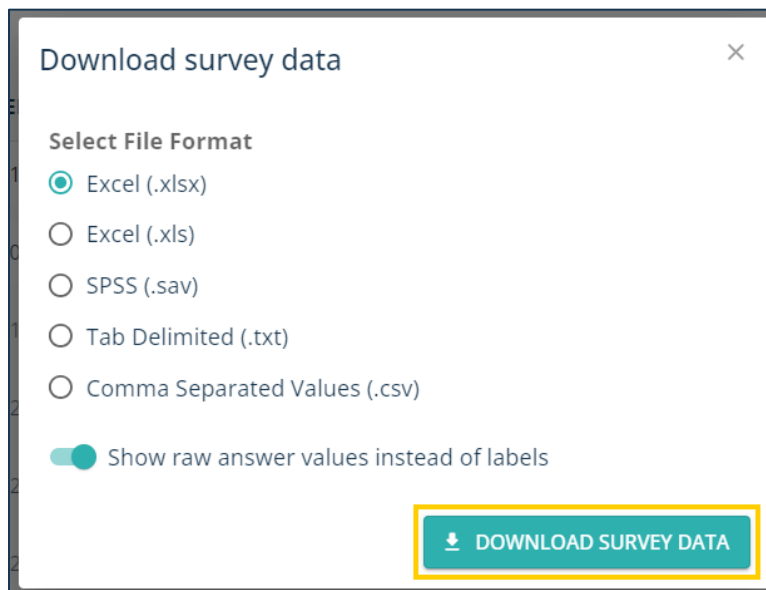 Download survey data
Select File Format
Excel (.xlsx)
Excel (.xls)
SPSS (.sav)
Tab Delimited (.txt)
Comma Separated Values (.csv)
Show raw answer values instead of labels
DOWNLOAD SURVEY DATA